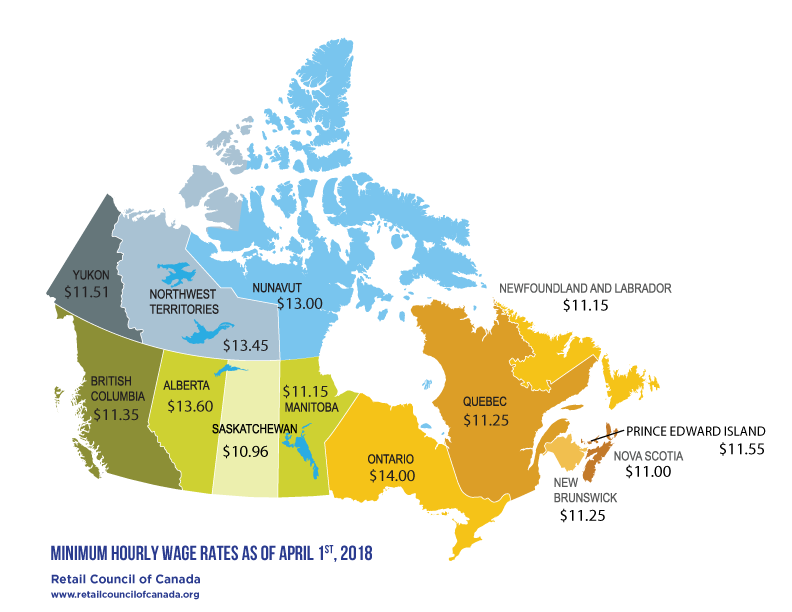 YUKON
$11.51
NORTHWEST
TERRITORIES
$13.45
NUNAVUT
$13.00
NEWFOUNDLAND AND LABRADOR
$11.15
BRITISH
COLUMBIA
$11.35
ALBERTA
$13.60
SASKATCHEWAN
$10.96
$11.15
MANITOBA
ONTARIO
$14.00
QUEBEC
$11.25
PRINCE EDWARD ISLAND
$11.55
NOVA SCOTIA
$11.00
NEW
BRUNSWICK
$11.25
MINIMUM HOURLY WAGE RATES AS OF APRIL 1ST, 2018
Retail Council of Canada
www.retailcouncilofcanada.org